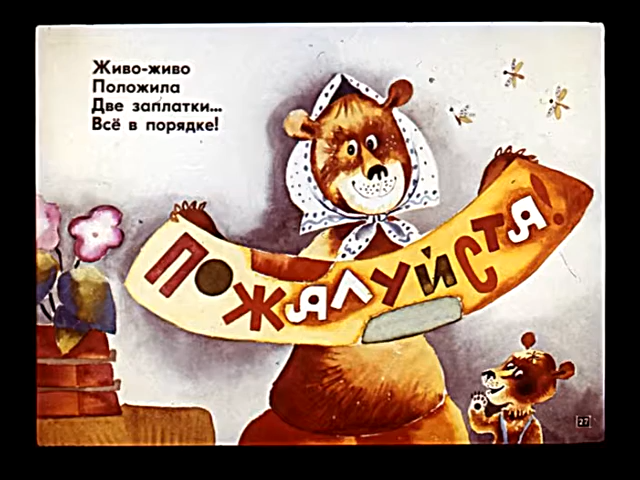 Живо-живо
Положила
Две заплатки...
Всё в порядке!
ПОЖАЛУЙСТА!
27